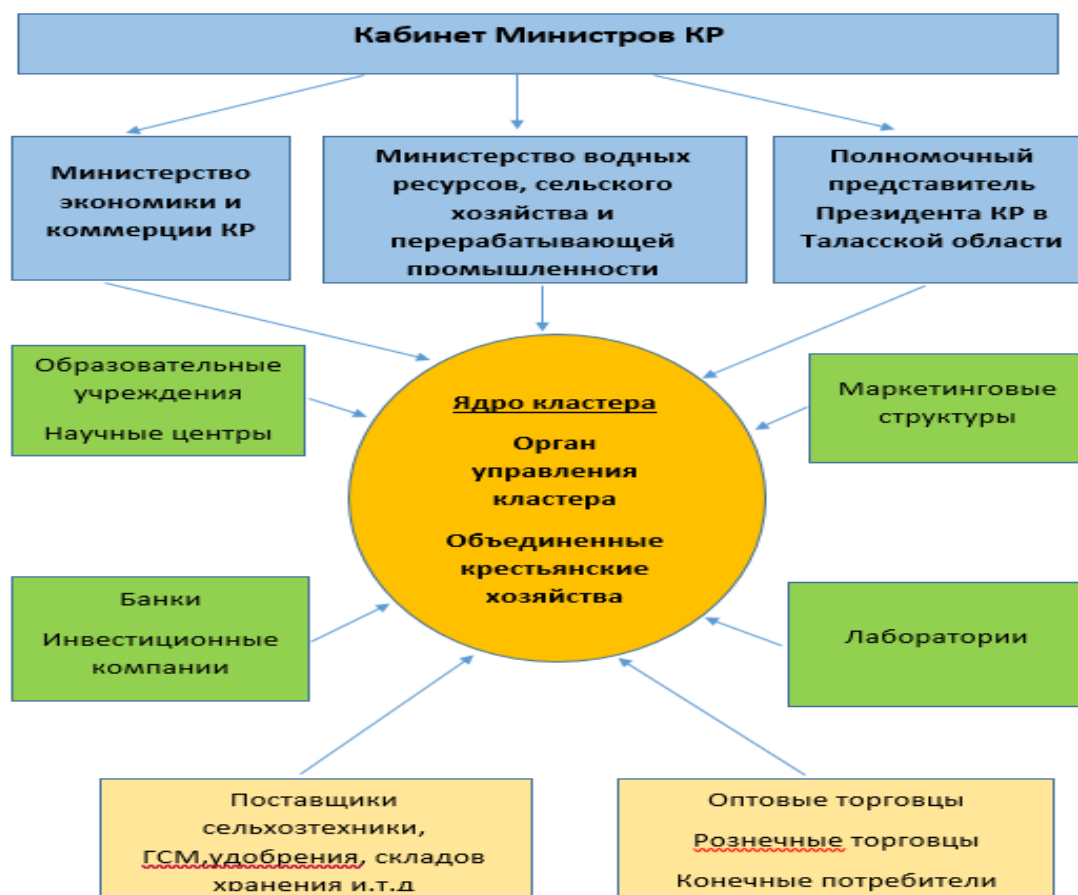 Кабинет Министров КР
Министерство
экономики и
коммерции КР
Министерство водных
ресурсов, сельского
хозяйства и
перерабатывающей
промышленности
Полномочный
представитель
Президента КР в
Таласской области
Образовательные
учреждения
Научные центры
Ядро кластера
Орган
управления
кластера
Объединенные
крестьянские
хозяйства
Маркетинговые
структуры
Банки
Инвестиционные
компании
Лаборатории
Поставщики
сельхозтехники,
ГСМ,удобрения, складов
хранения и.т.д
Оптовые торговцы
Рознечные торговцы
Конечные потребители